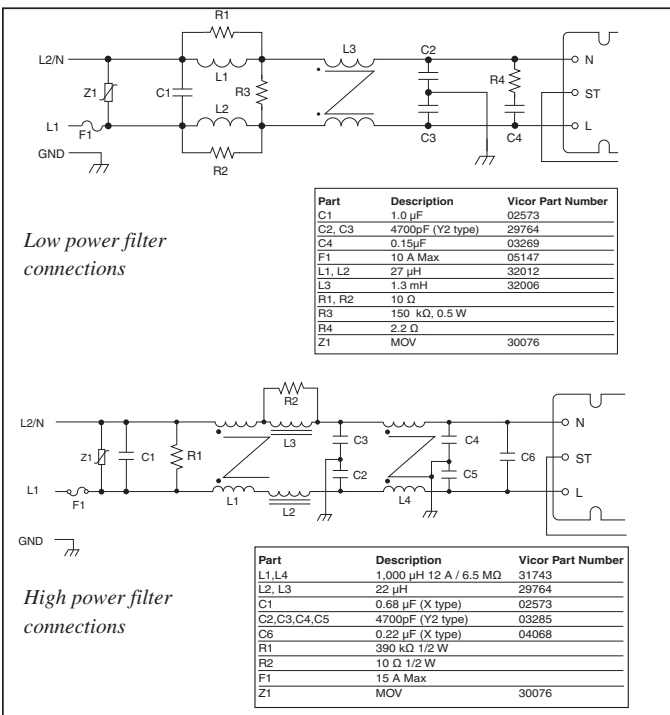 R1
L3
C2
L2/N
N
L1
R4
Z1
C1
R3
ST
L2
L1
F1
L
C3
C4
GND
R2
Part Description Vicor Part Number
C1 1.0 µF 02573
C2, C3 4700pF (Y2 type) 29764
C4 0.15µF 03269
F1 10 A Max 05147
L1, L2 27 µH 32012
L3 1.3 mH 32006
R1, R2 10 Ω
R3 150 kΩ, 0.5 W
R4 2.2 Ω
Z1 MOV 30076
Low power filter
connections
R2
L2/N
N
L3
C3
C4
Z1
C1
R1
C6
ST
C2
C5
L1
L
F1
L1
L2
L4
GND
Part Description Vicor Part Number
L1,L4 1,000 µH 12 A / 6.5 MΩ 31743
L2, L3 22 µH 29764
C1 0.68 µF (X type) 02573
C2,C3,C4,C5 4700pF (Y2 type) 03285
C6 0.22 µF (X type) 04068
R1 390 kΩ 1/2 W
R2 10 Ω 1/2 W
F1 15 A Max
Z1 MOV 30076
High power filter
connections